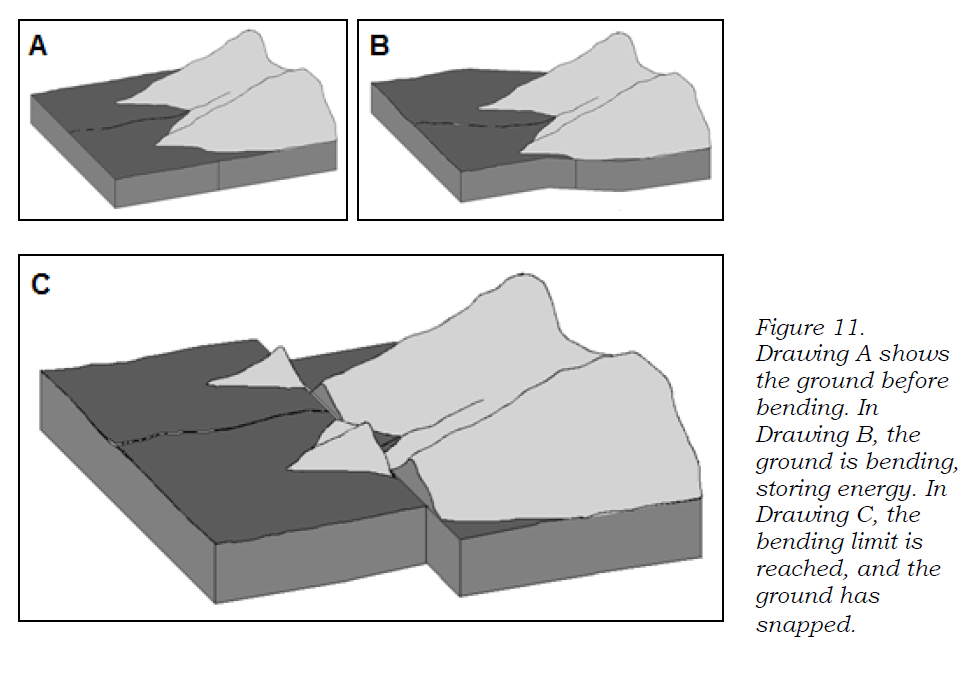 A
B
C
Figure 11.
Drawing A shows
the ground before
bending. In
Drawing B, the
ground is bending,
storing energy. In
Drawing C, the
bending limit is
reached, and the
ground has
snapped.